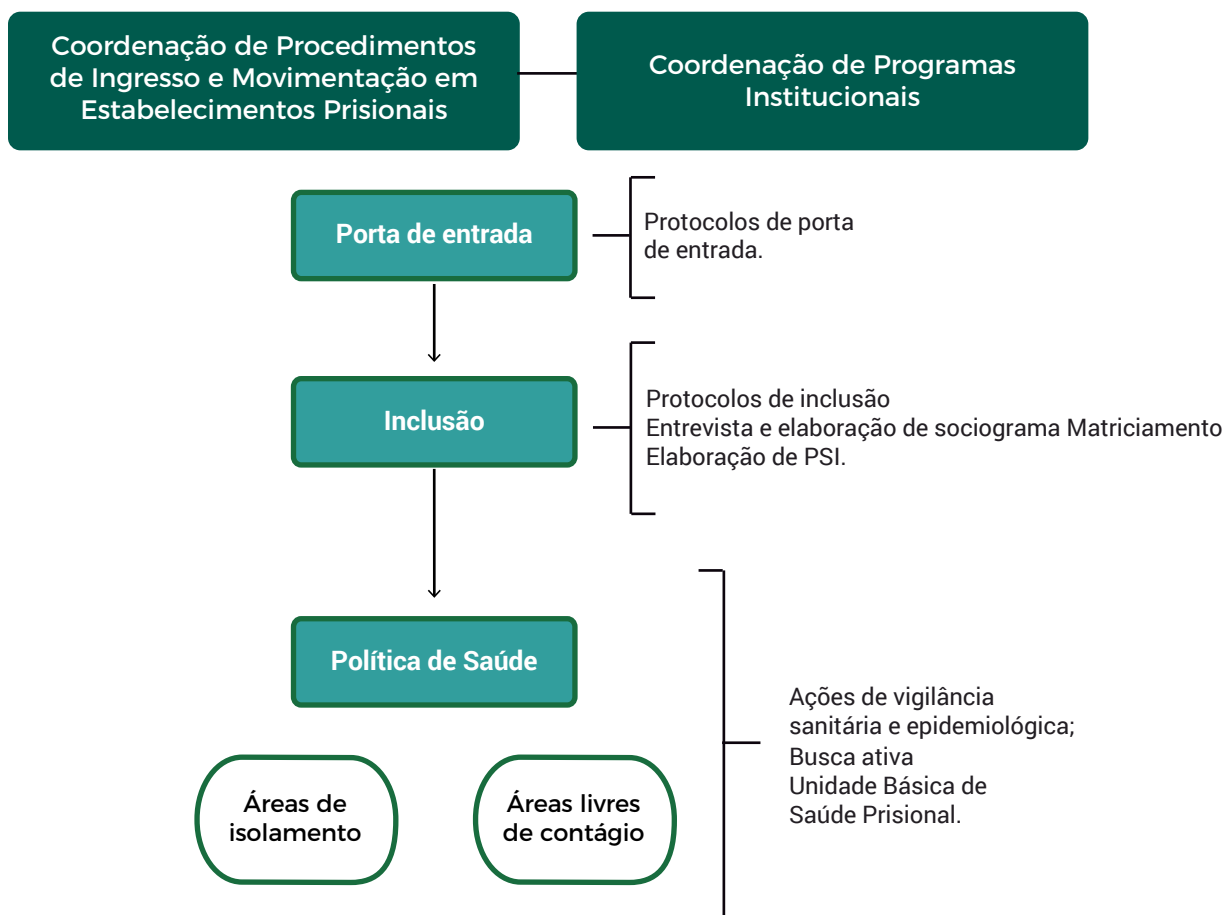 Coordenação de Procedimentos
de Ingresso e Movimentação em
Estabelecimentos Prisionais
Coordenação de Programas
Institucionais
Porta de entrada
Protocolos de porta
de entrada.
Inclusão
Protocolos de inclusão
Entrevista e elaboração de sociograma Matriciamento
Elaboração de PSI.
Política de Saúde
Ações de vigilância
sanitária e epidemiológica;
Busca ativa
Unidade Básica de
Saúde Prisional.
Áreas de
isolamento
Áreas livres
de contágio